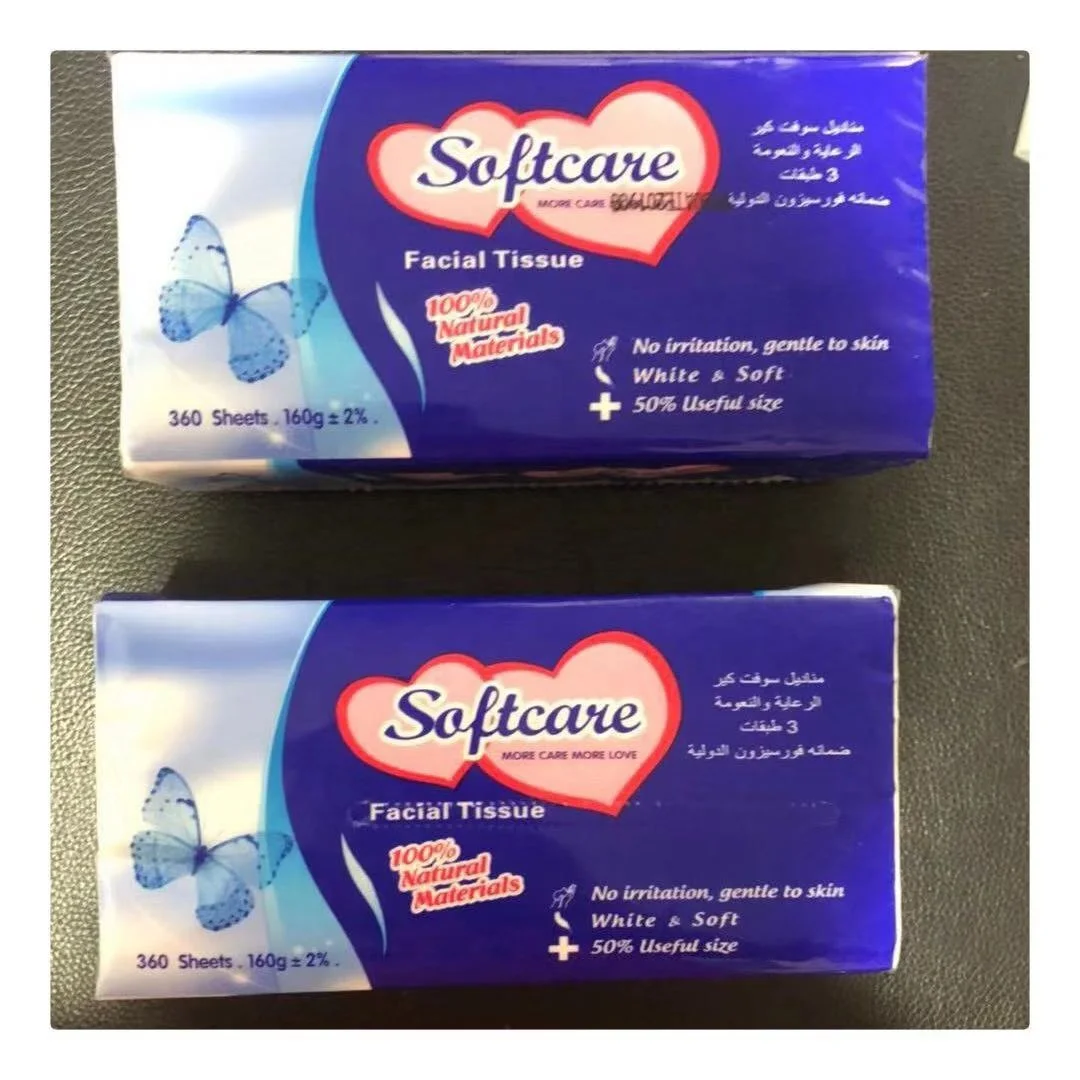 Softcare
MORE CARE
Facial Tissue
100%
Natural
Materials
مناديل سوفت كير
الرعاية والنعومة
3 طبقات
ضمانه فورسيزون الدولية
No irritation, gentle to skin
White & Soft
50% Useful size
360 Sheets . 160g ± 2% .
Softcare
MORE CARE MORE LOVE
Facial Tissue
100%
Natural
Materials
مناديل سوفت كير
الرعاية والنعومة
3 طبقات
ضمانه فورسيزون الدولية
No irritation, gentle to skin
White & Soft
50% Useful size
360 Sheets . 160g ± 2% .